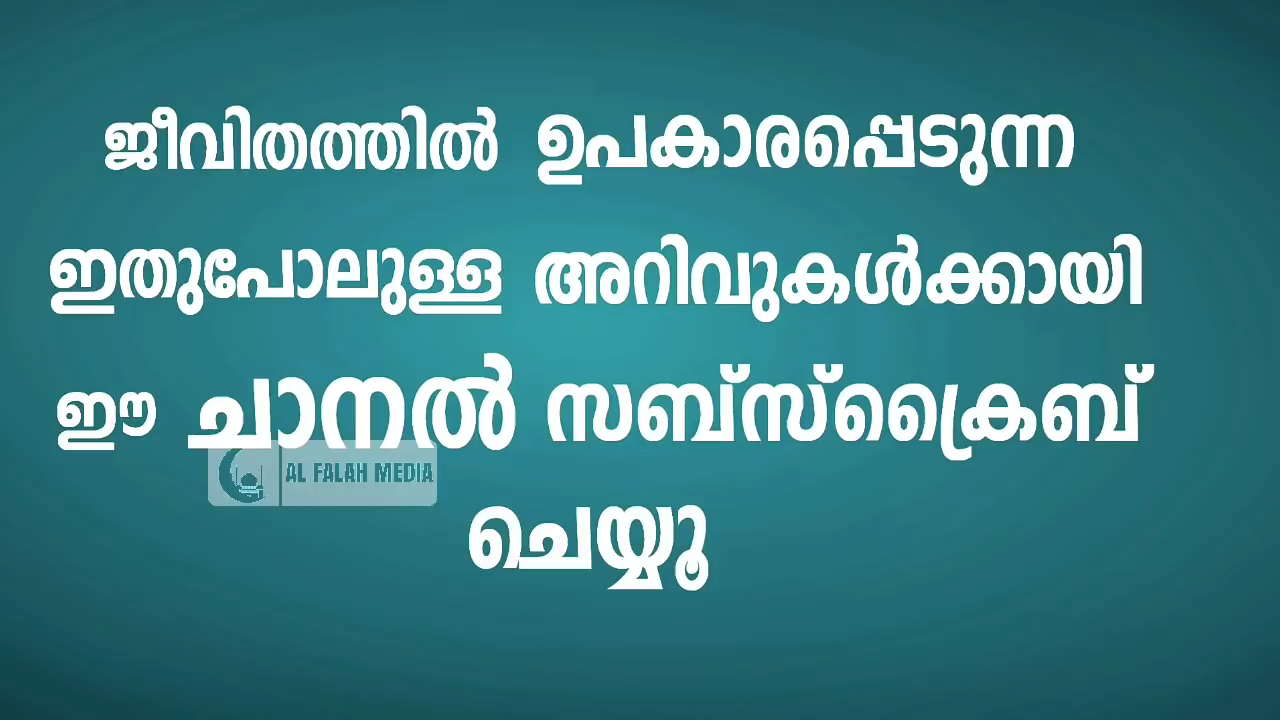 ജീവിതത്തിൽ ഉപകാരപ്പെടുന്ന
ഇതുപോലുള്ള അറിവുകൾക്കായി
ഈ ചാനൽ സബ്സ്ക്രൈബ്
AL FALAH MEDIA
ചെയ്യൂ